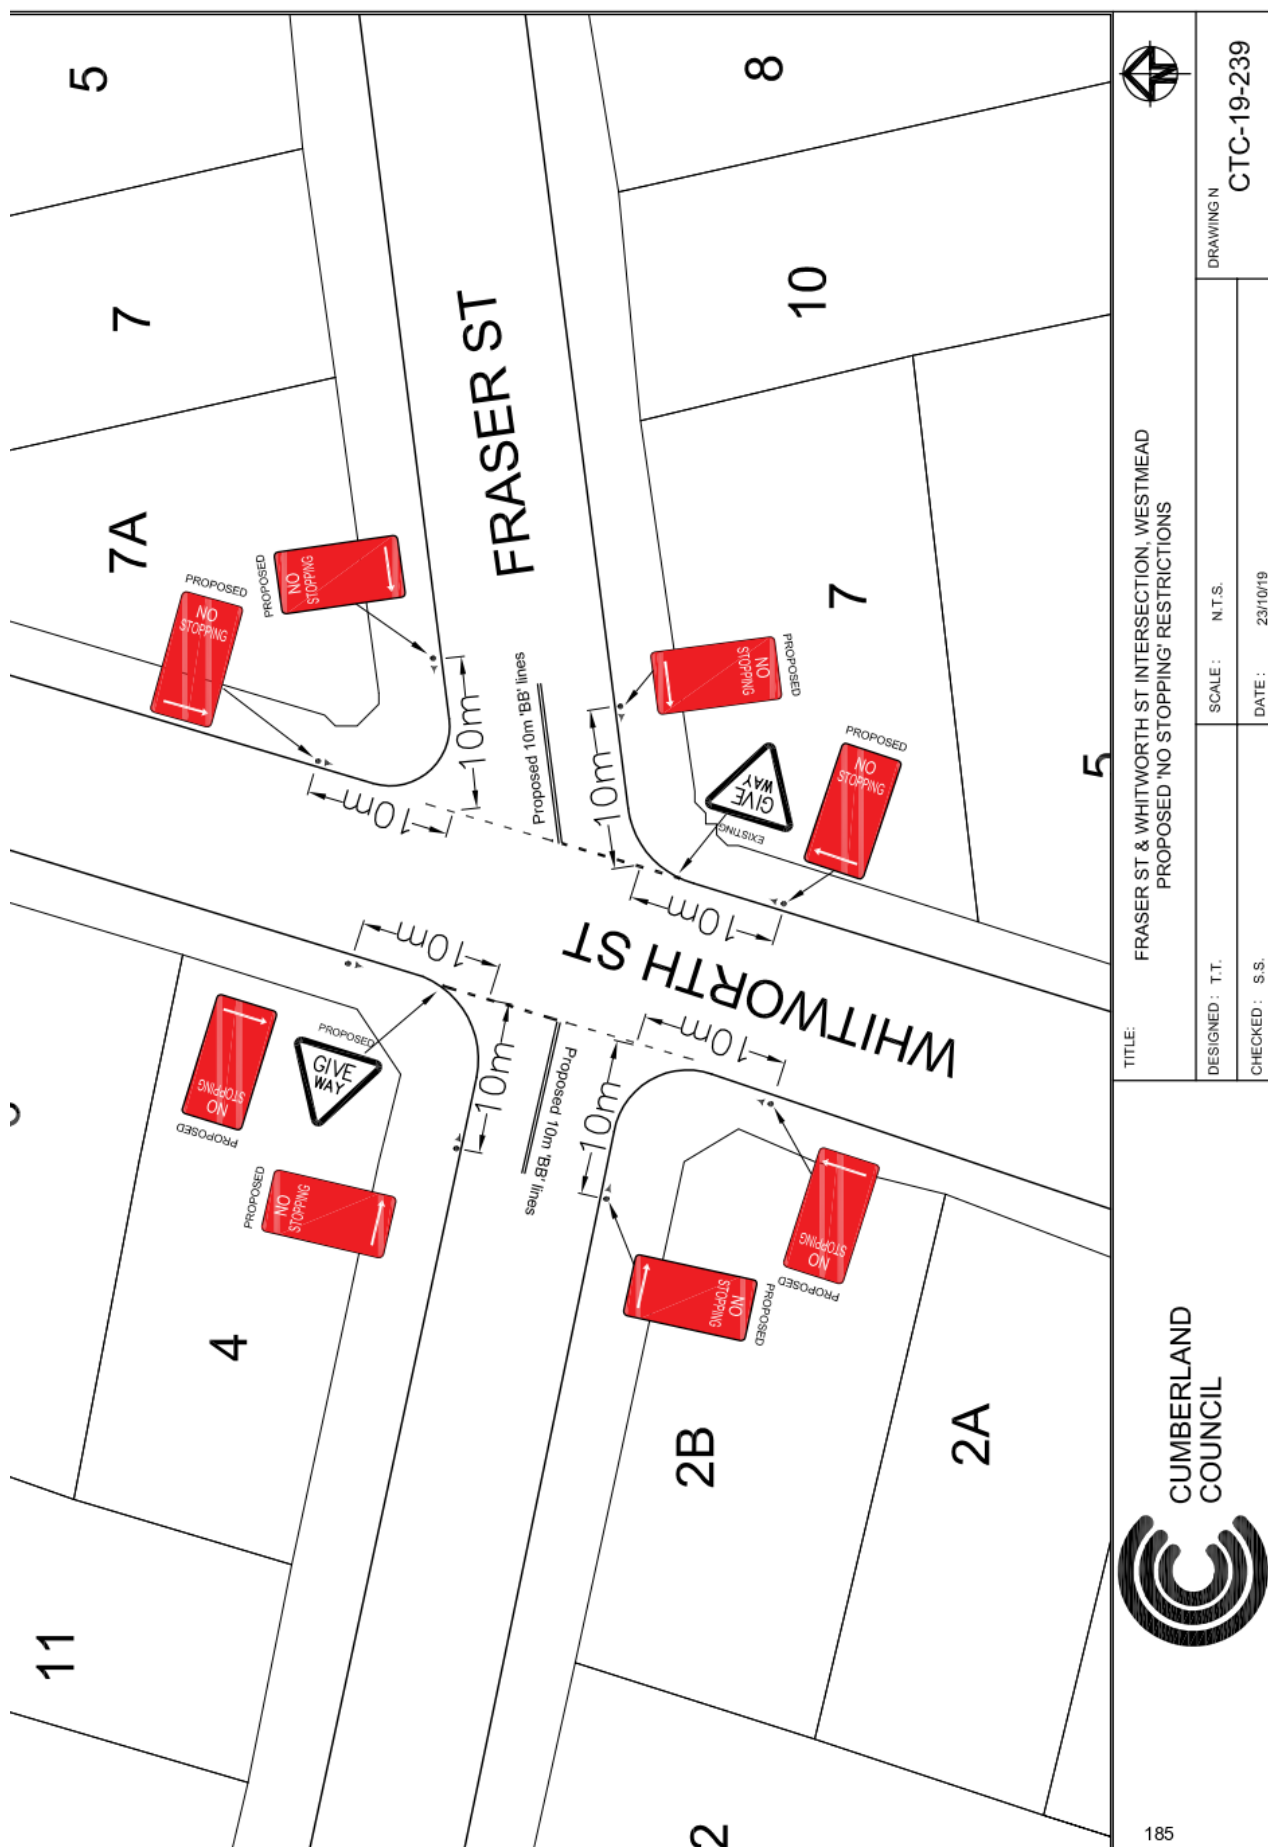 5
7
7A
8
10
7
5
FRASER ST
WHITWORTH ST
PROPOSED
NO
STOPPING
PROPOSED
NO
STOPPING
10m
10m
Proposed 10m 'BB' lines
10m
10m
NO
STOPPING
PROPOSED
GIVE
WAY
EXISTING
PROPOSED
NO
STOPPING
10m
10m
NO
STOPPING
PROPOSED
PROPOSED
GIVE
WAY
PROPOSED
NO
STOPPING
Proposed 10m 'BB' lines
10m
10m
NO
STOPPING
PROPOSED
NO
STOPPING
PROPOSED
4
11
2B
2A
2
N
TITLE:
FRASER ST & WHITWORTH ST INTERSECTION, WESTMEAD
PROPOSED 'NO STOPPING' RESTRICTIONS
DESIGNED : T.T.
SCALE : N.T.S.
DRAWING N
CTC-19-239
CHECKED : S.S.
DATE : 23/10/19
CUMBERLAND
COUNCIL
185